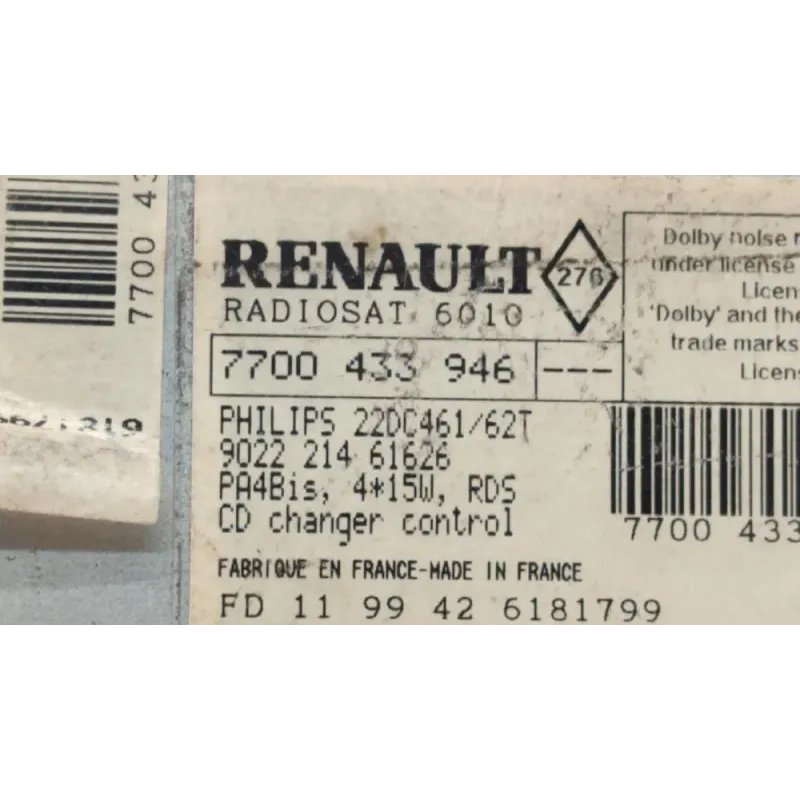 7700 43
RENAULT
276
RADIOSAT 6010
7700 433 946 ---
PHILIPS 22DC461/62T
9022 214 61626
PA4Bis, 4*15W, RDS
CD changer control
FABRIQUE EN FRANCE-MADE IN FRANCE
FD 11 99 42 6181799
Dolby noise
under license
Licen
'Dolby' and the
trade marks
Licens
7700 433